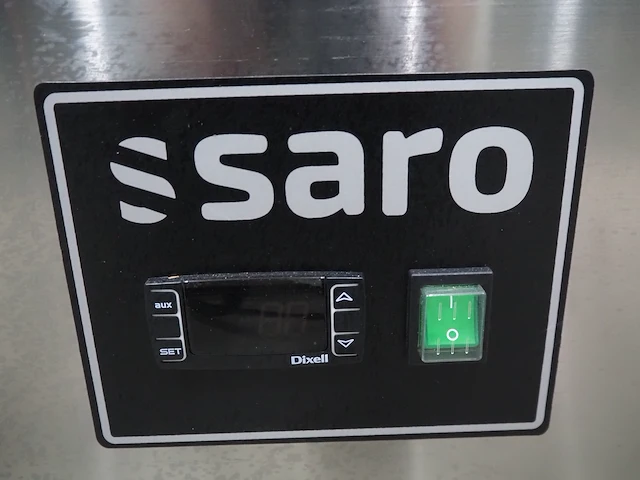 saro
aux
SET
Dixell
I
O